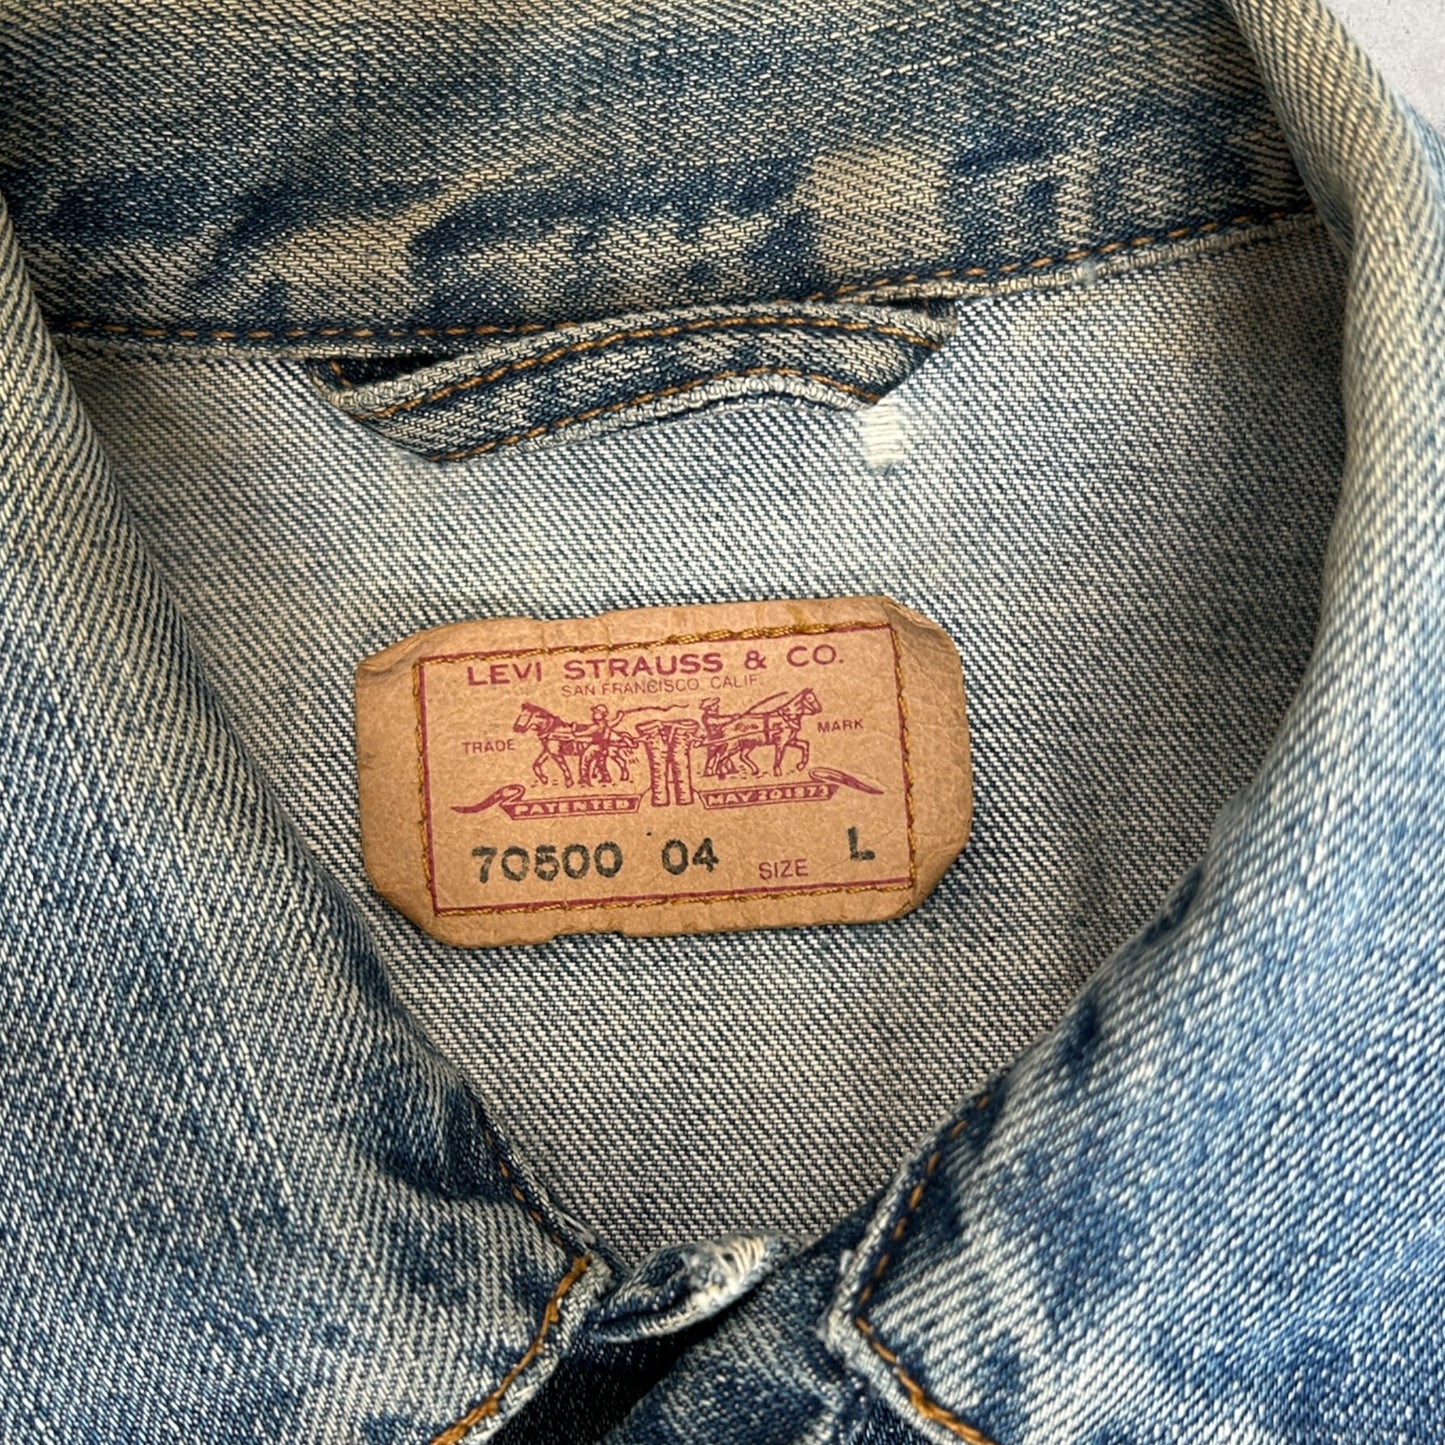 LEVI STRAUSS & CO.
SAN FRANCISCO, CALIF.
TRADE MARK
PATENTED MAY 20 1873
70500 04 SIZE L